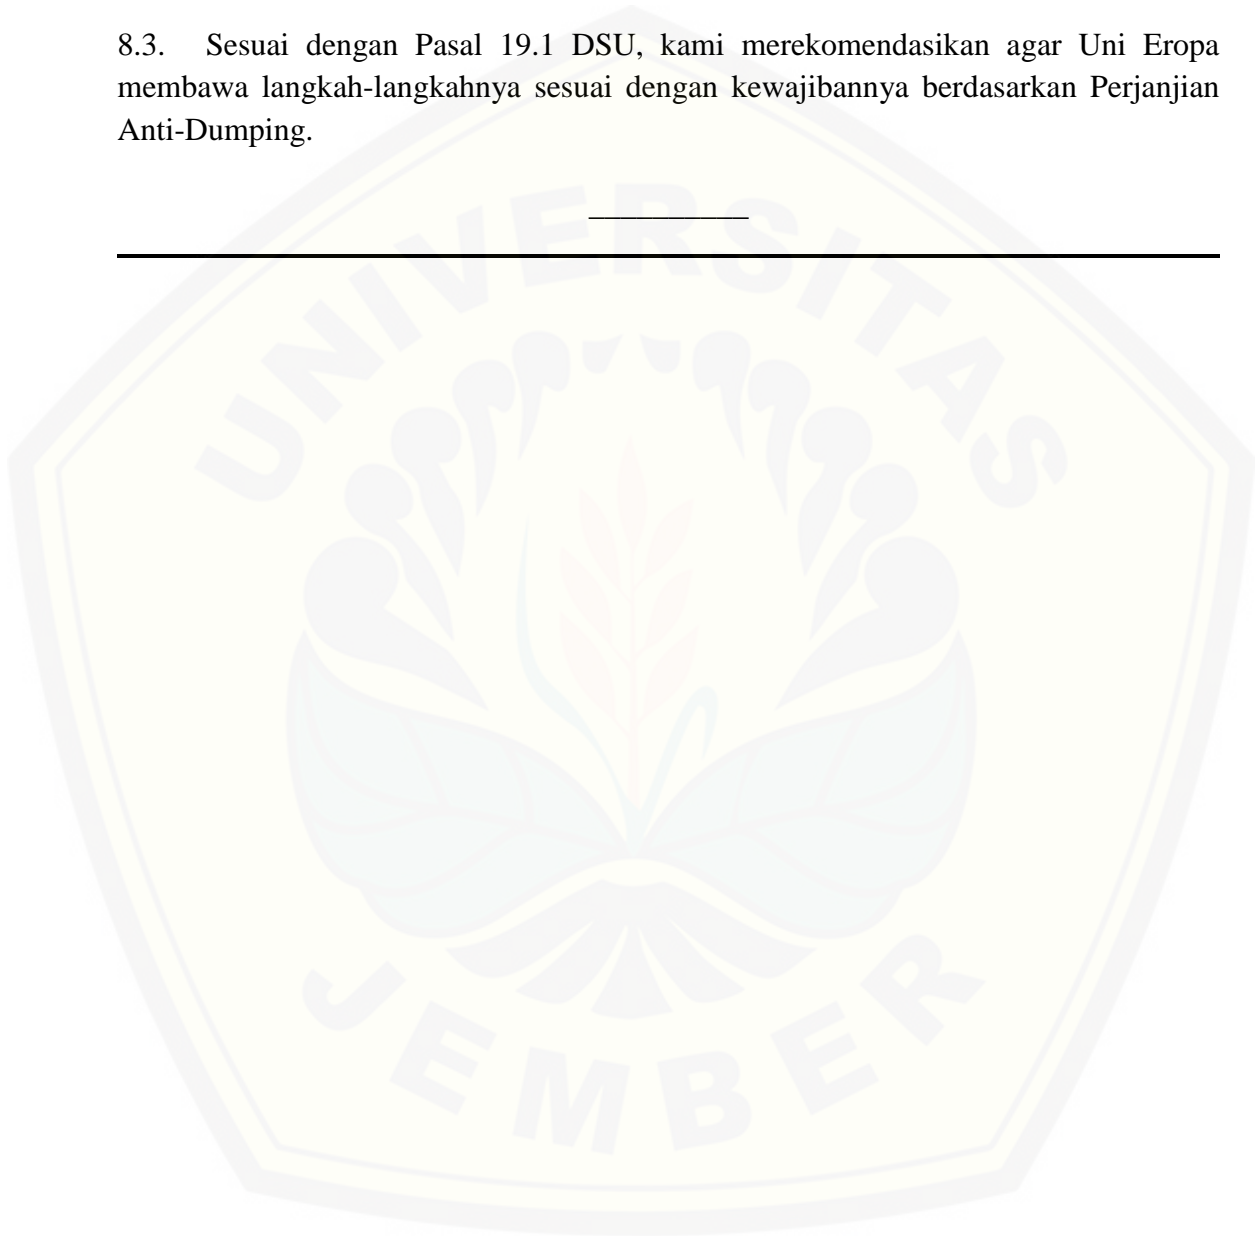 8.3. Sesuai dengan Pasal 19.1 DSU, kami merekomendasikan agar Uni Eropa
membawa langkah-langkahnya sesuai dengan kewajibannya berdasarkan Perjanjian
Anti-Dumping.
__________
UNIVERSITAS
JEMBER